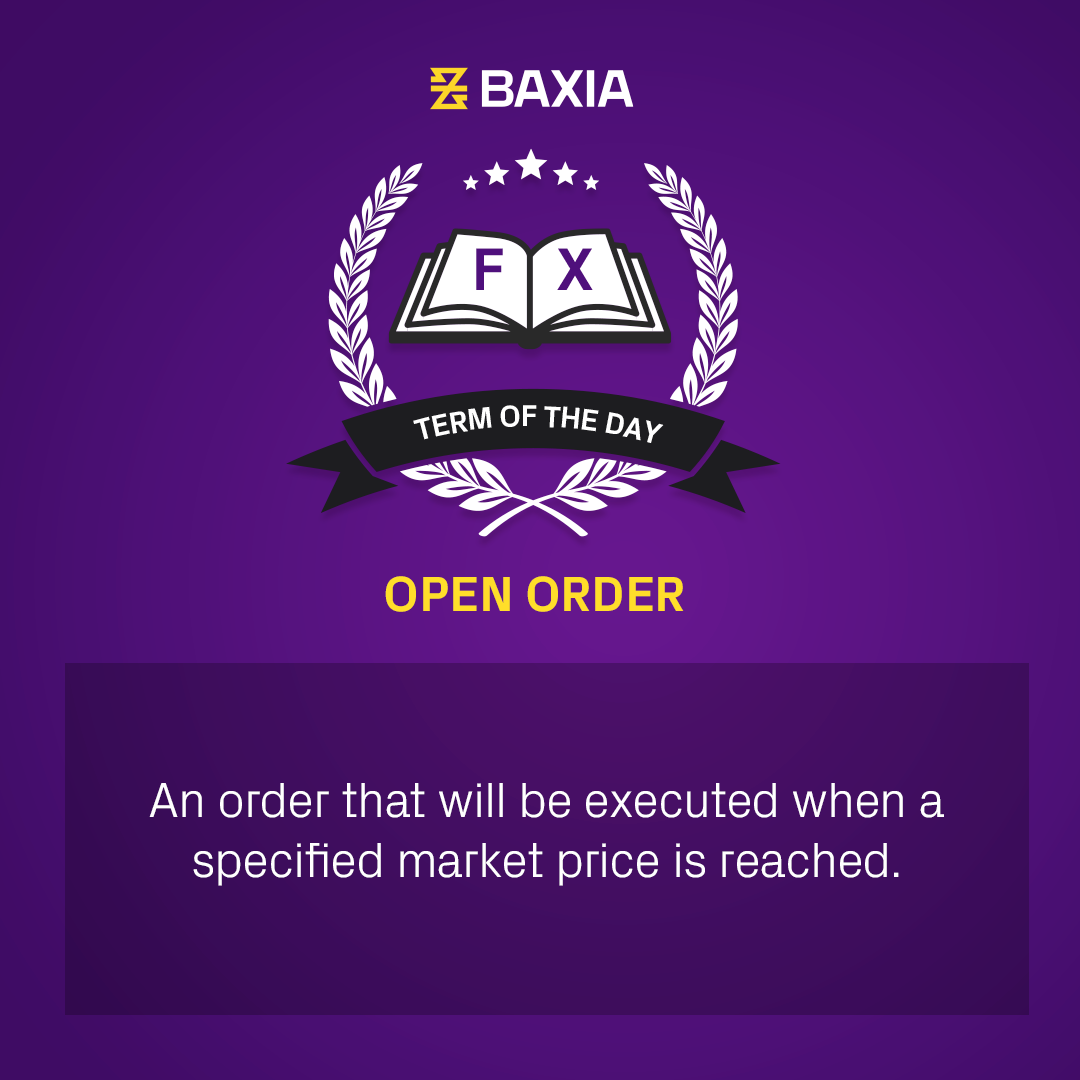 BAXIA
F X
TERM OF THE DAY
OPEN ORDER
An order that will be executed when a
specified market price is reached.